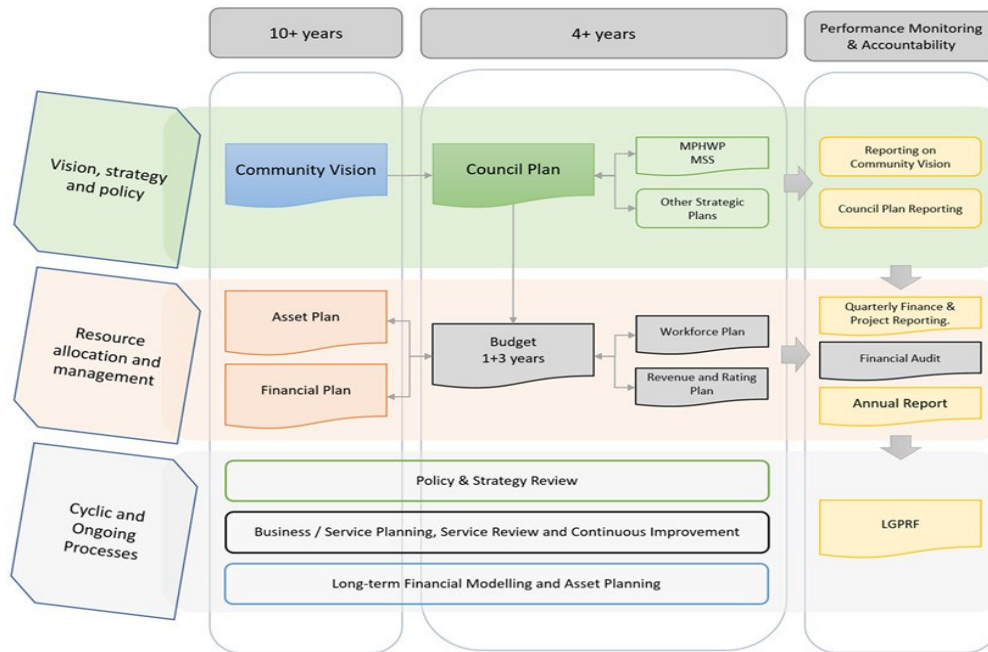 10+ years
4+ years
Performance Monitoring
& Accountability
Vision, strategy
and policy
Community Vision
Council Plan
MPHWP
MSS
Other Strategic
Plans
Reporting on
Community Vision
Council Plan Reporting
Resource
allocation and
management
Asset Plan
Financial Plan
Budget
1+3 years
Workforce Plan
Revenue and Rating
Plan
Quarterly Finance &
Project Reporting.
Financial Audit
Annual Report
Cyclic and
Ongoing
Processes
Policy & Strategy Review
Business / Service Planning, Service Review and Continuous Improvement
Long-term Financial Modelling and Asset Planning
LGPRF